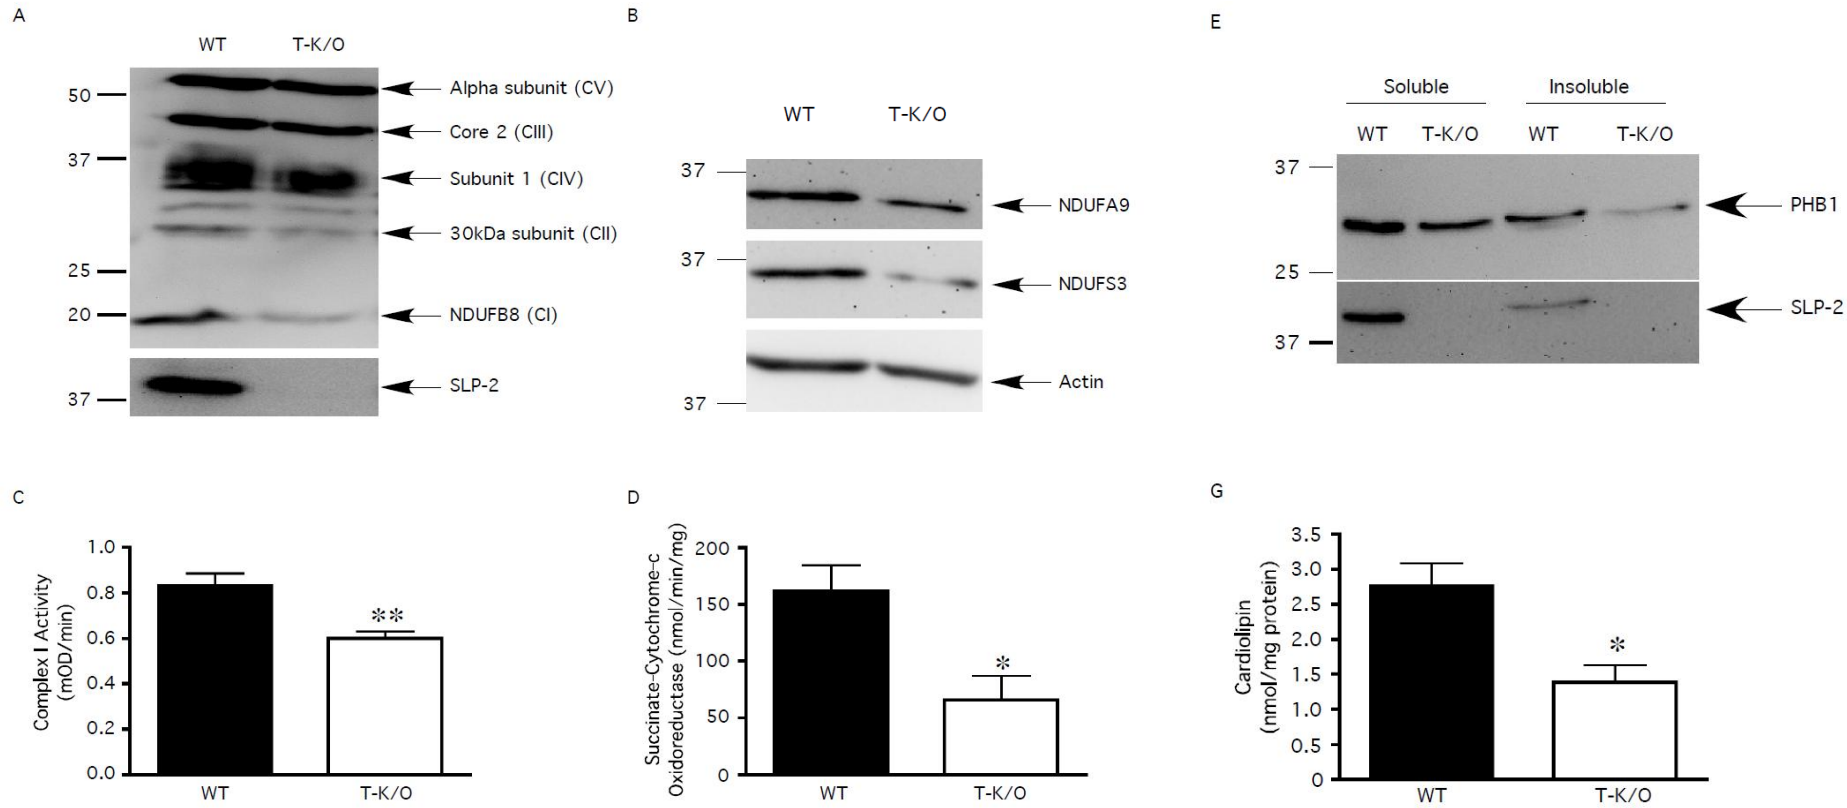 A
WT T-K/O
50
37
25
20
37
Alpha subunit (CV)
Core 2 (CIII)
Subunit 1 (CIV)
30kDa subunit (CII)
NDUFB8 (CI)
SLP-2
B
WT T-K/O
37
37
37
NDUFA9
NDUFS3
Actin
E
Soluble Insoluble
WT T-K/O WT T-K/O
37
25
37
PHB1
SLP-2
C
Complex I Activity
(mOD/min)
1.0
0.8
0.6
0.4
0.2
0.0
**
WT T-K/O
D
Succinate-Cytochrome-c
Oxidoreductase (nmol/min/mg)
200
150
100
50
0
*
WT T-K/O
G
Cardiolipin
(nmol/mg protein)
3.5
3.0
2.5
2.0
1.5
1.0
0.5
0
*
WT T-K/O